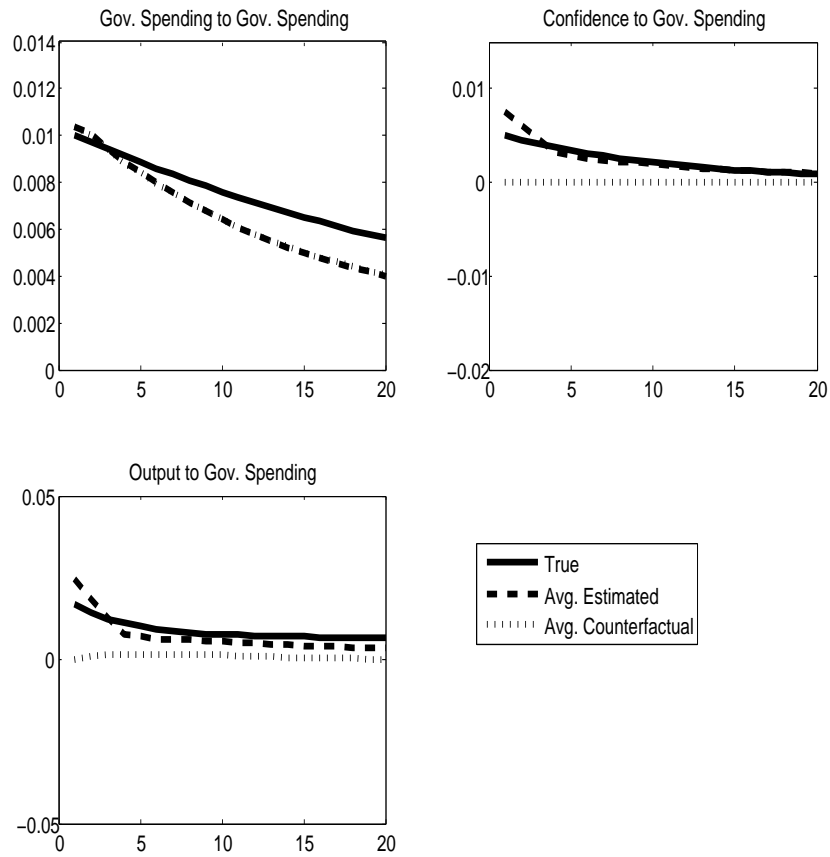 Gov. Spending to Gov. Spending
0.014
0.012
0.01
0.008
0.006
0.004
0.002
0
0 5 10 15 20
Confidence to Gov. Spending
0.01
0
−0.01
−0.02
0 5 10 15 20
Output to Gov. Spending
0.05
0
−0.05
0 5 10 15 20
True
Avg. Estimated
Avg. Counterfactual